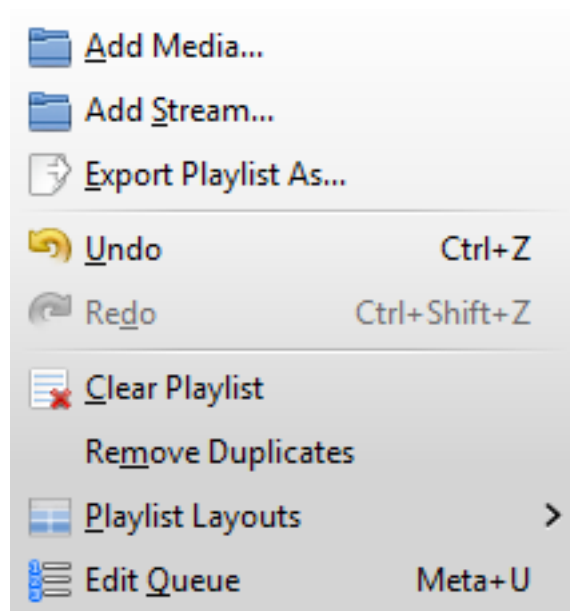 Add Media...
Add Stream...
Export Playlist As...
Undo Ctrl+Z
Redo Ctrl+Shift+Z
Clear Playlist
Remove Duplicates
Playlist Layouts
Edit Queue Meta+U